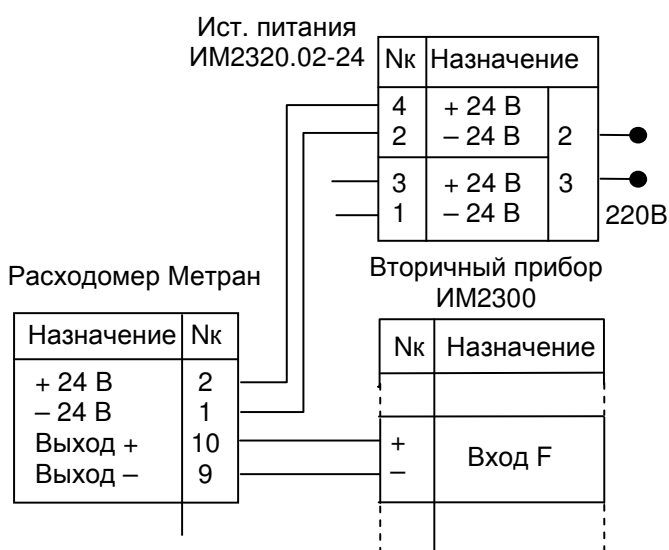 Ист. питания
ИМ2320.02-24
Nк Назначение
4 + 24 В
2 – 24 В 2
3 + 24 В 3
1 – 24 В
220В
Расходомер Метран
Назначение Nк
+ 24 В 2
– 24 В 1
Выход + 10
Выход – 9
Вторичный прибор
ИМ2300
Nк Назначение
+
–
Вход F